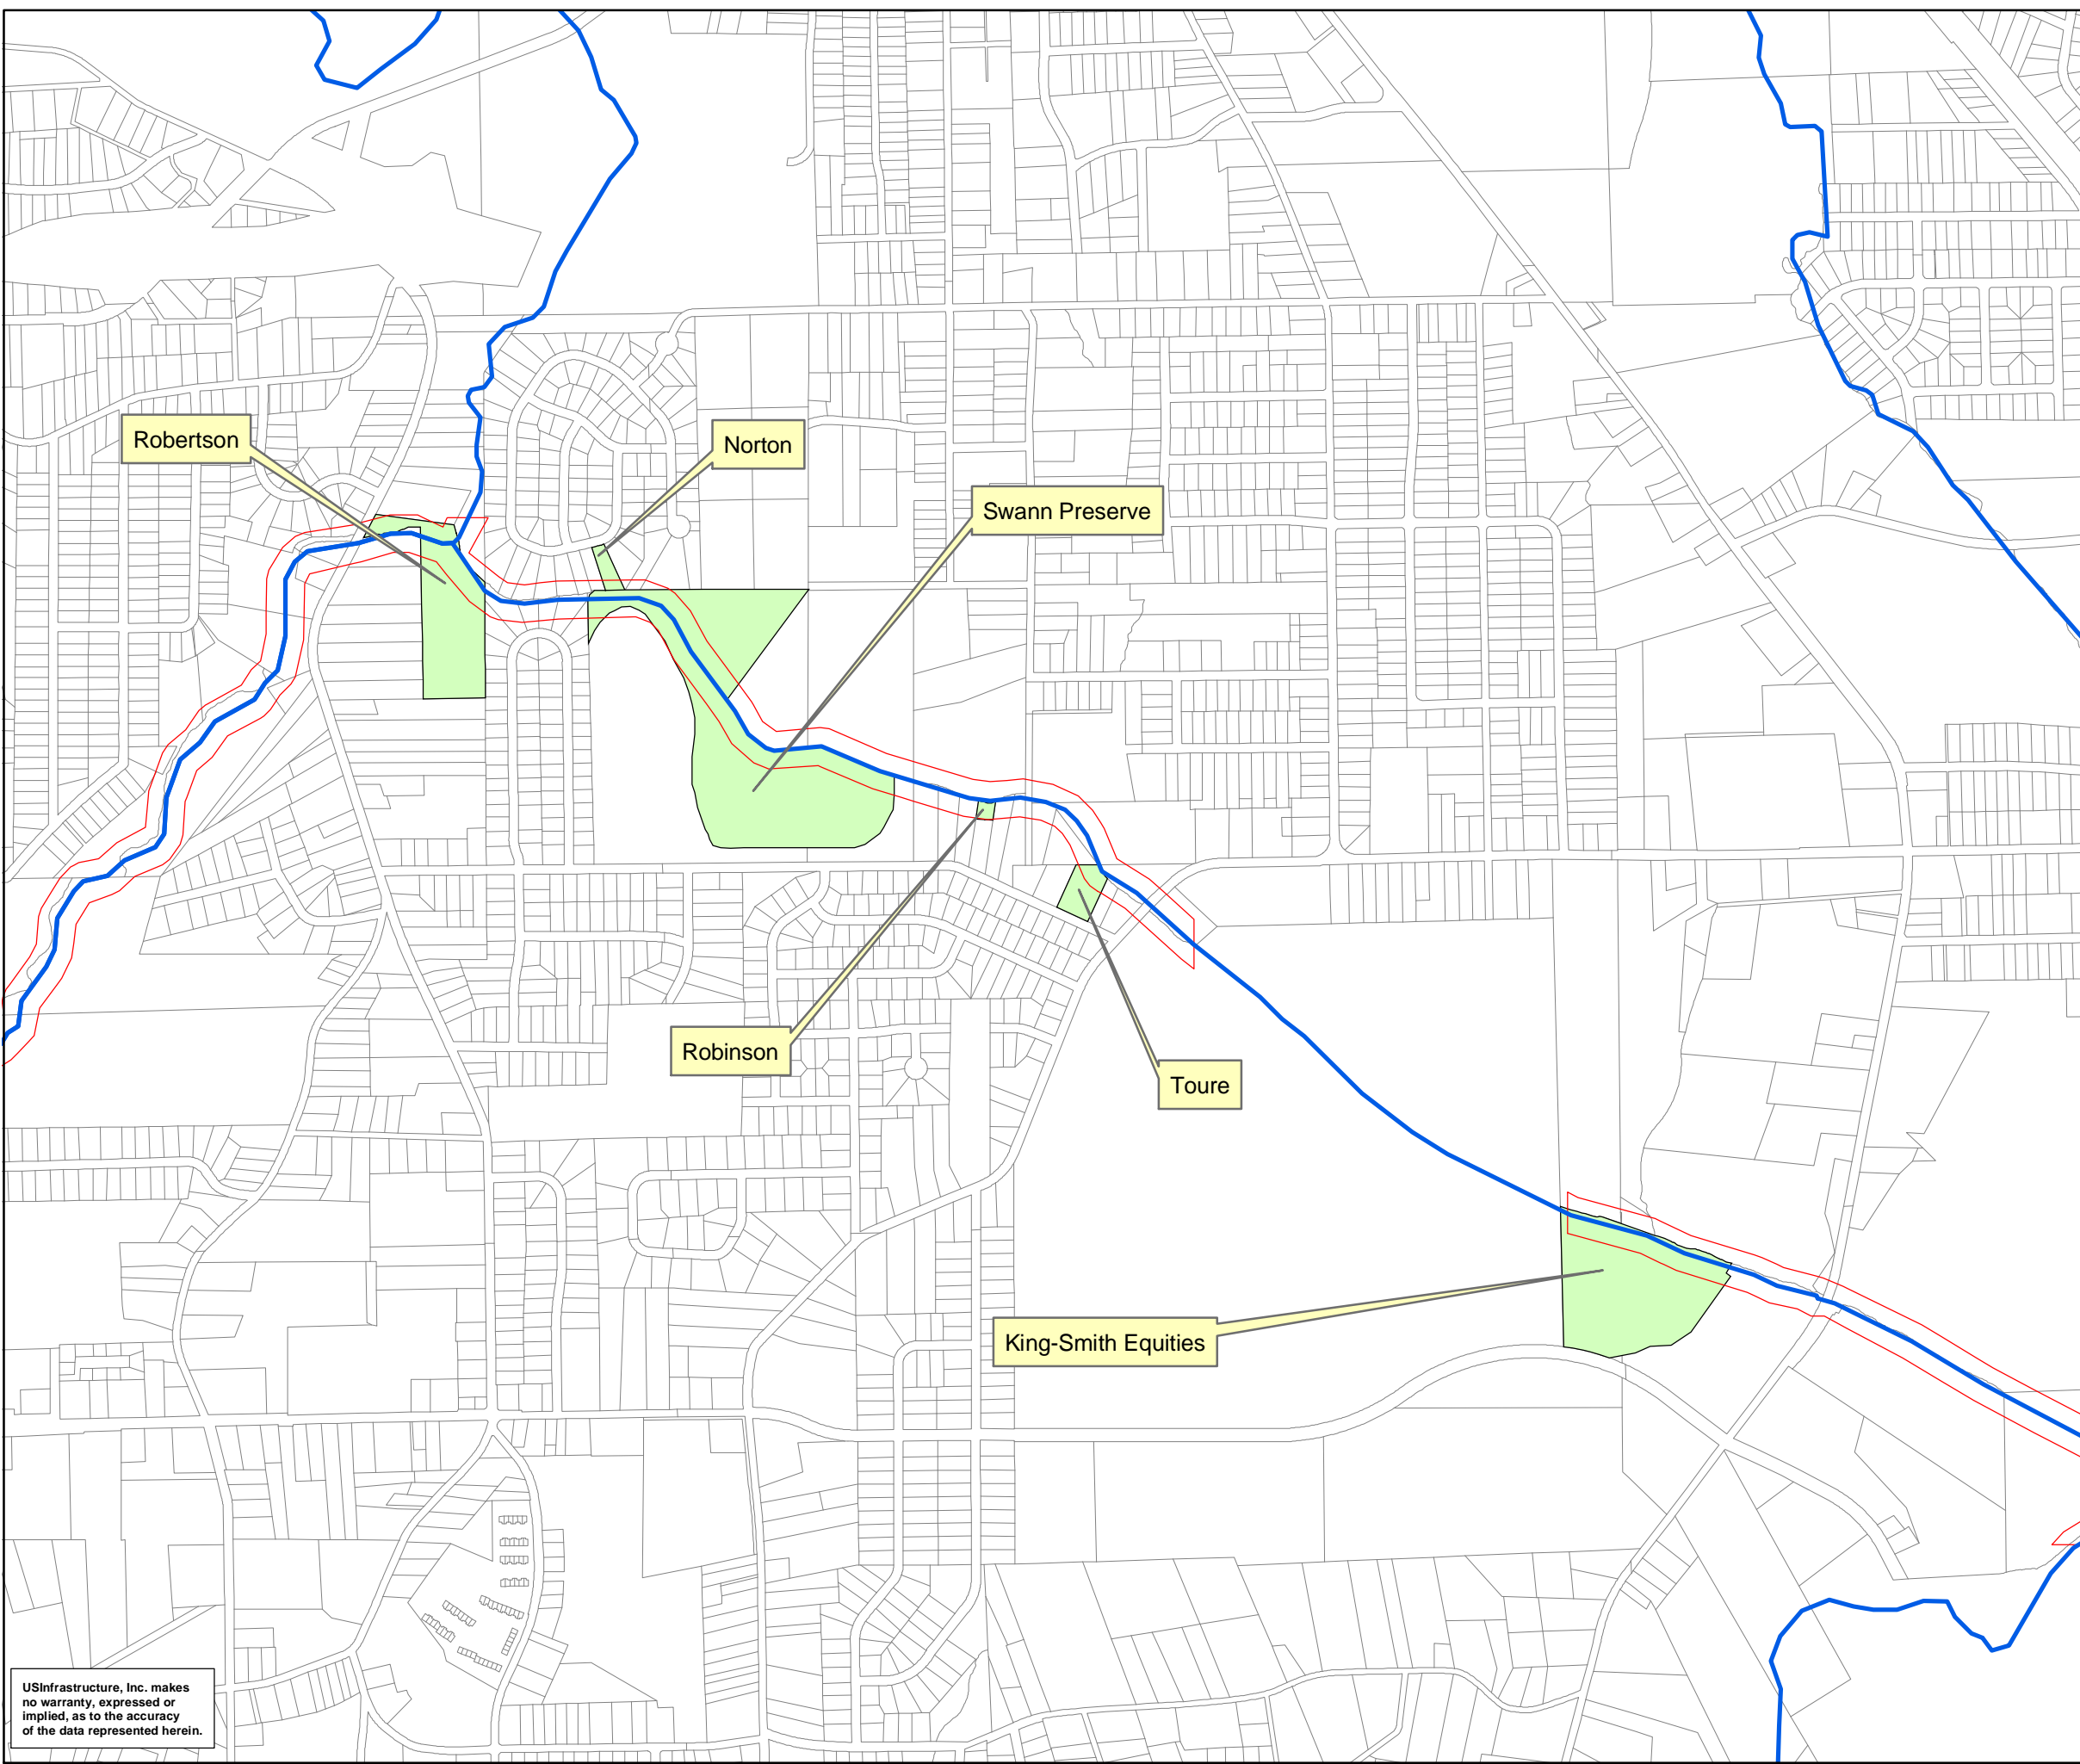 Robertson
Norton
Swann Preserve
Robinson
Toure
King-Smith Equities
USInfrastructure, Inc. makes
no warranty, expressed or
implied, as to the accuracy
of the data represented herein.